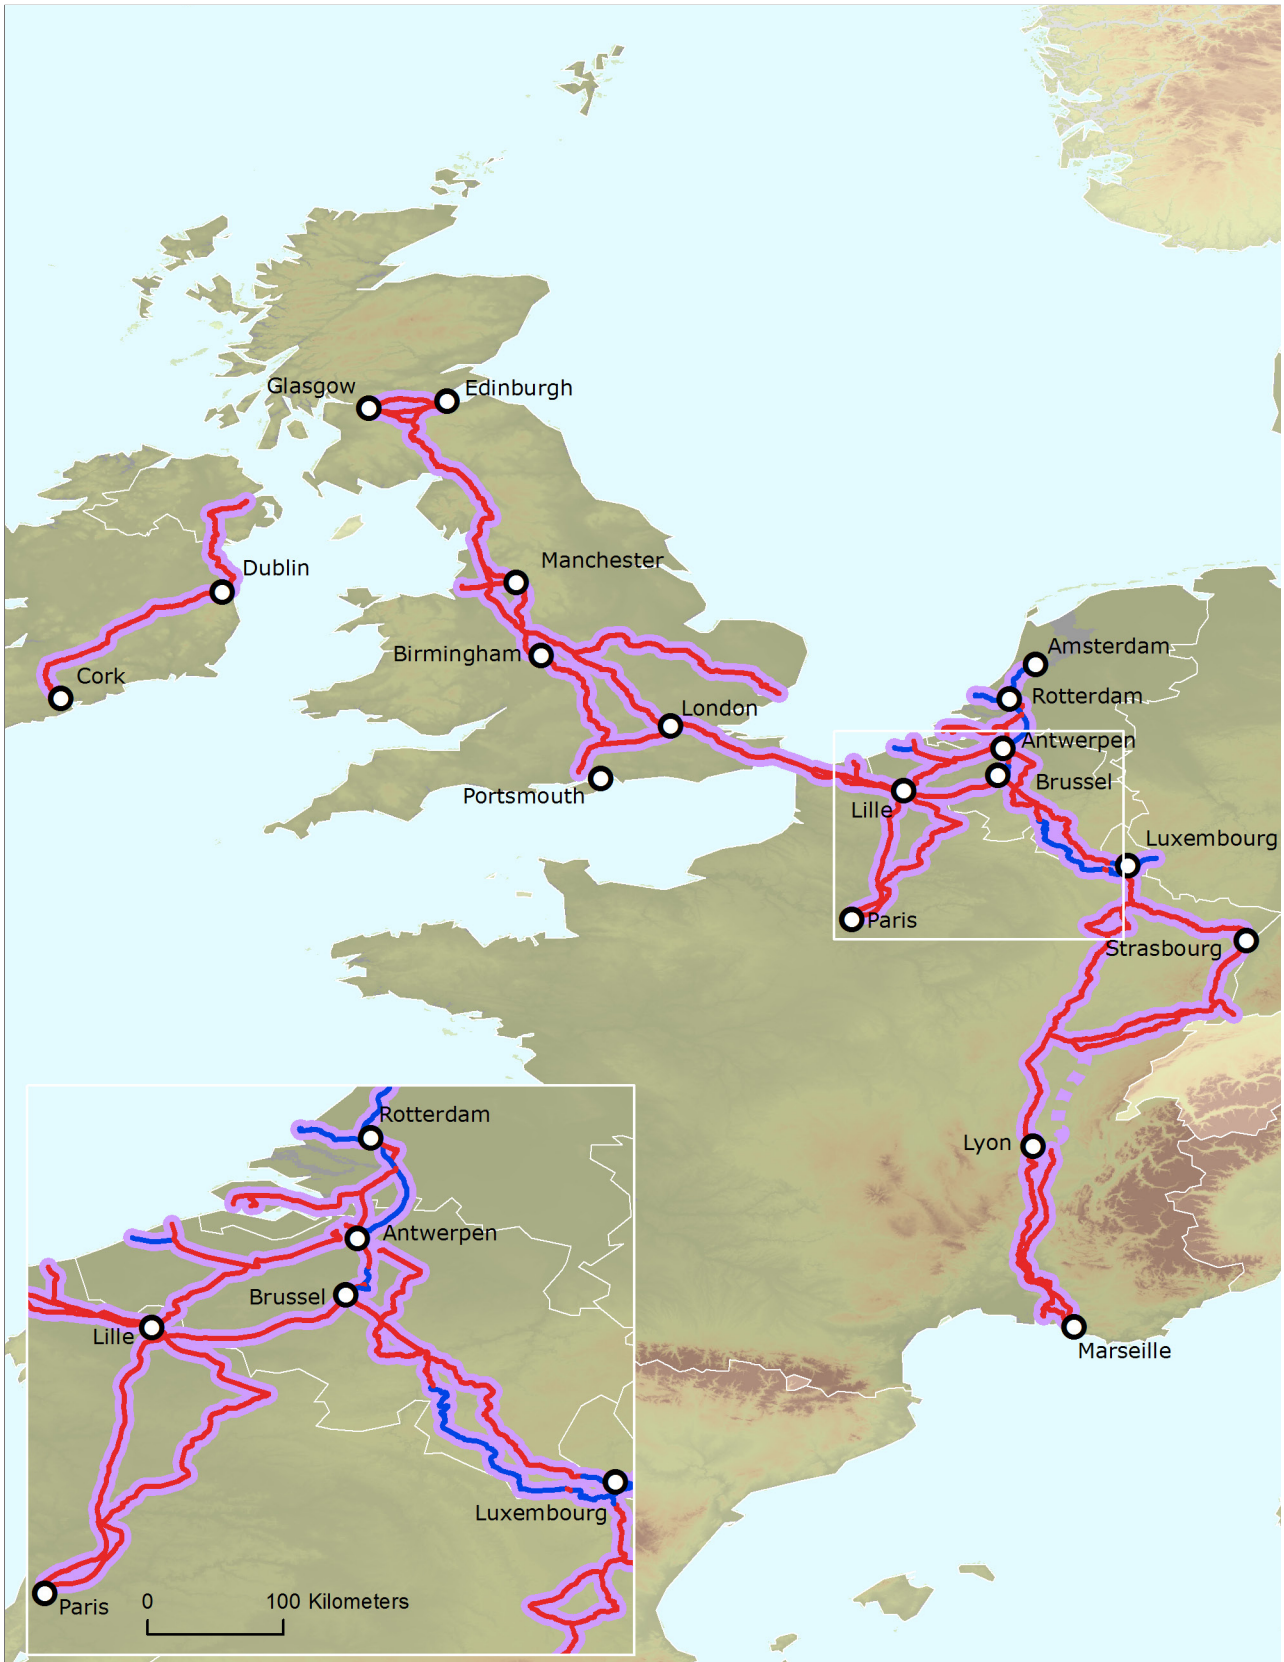 Glasgow
Edinburgh
Manchester
Dublin
Birmingham
Cork
Amsterdam
Rotterdam
London
Antwerpen
Brussel
Portsmouth
Lille
Luxembourg
Paris
Strasbourg
Lyon
Marseille
Rotterdam
Antwerpen
Brussel
Lille
Luxembourg
Paris
0 100 Kilometers